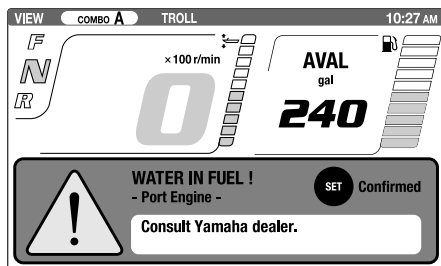 VIEW COMBO A TROLL 10:27 AM
F
N
R
×100 r/min
0
AVAL
gal
240
WATER IN FUEL !
- Port Engine -
SET Confirmed
Consult Yamaha dealer.